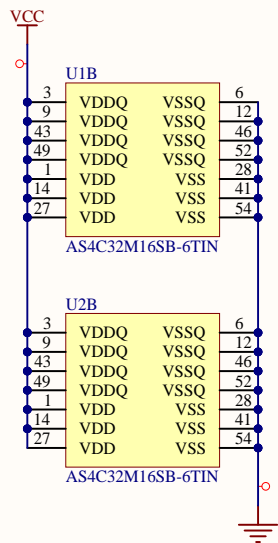 VCC
U1B
3 VDDQ VSSQ 6
9 VDDQ VSSQ 12
43 VDDQ VSSQ 46
49 VDDQ VSSQ 52
1 VDD VSS 28
14 VDD VSS 41
27 VDD VSS 54
AS4C32M16SB-6TIN
U2B
3 VDDQ VSSQ 6
9 VDDQ VSSQ 12
43 VDDQ VSSQ 46
49 VDDQ VSSQ 52
1 VDD VSS 28
14 VDD VSS 41
27 VDD VSS 54
AS4C32M16SB-6TIN